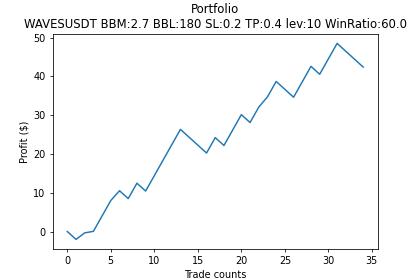 Portfolio
WAVESUSDT BBM:2.7 BBL:180 SL:0.2 TP:0.4 lev:10 WinRatio:60.0
50
40
30
20
10
0
Profit ($)
0 5 10 15 20 25 30 35
Trade counts